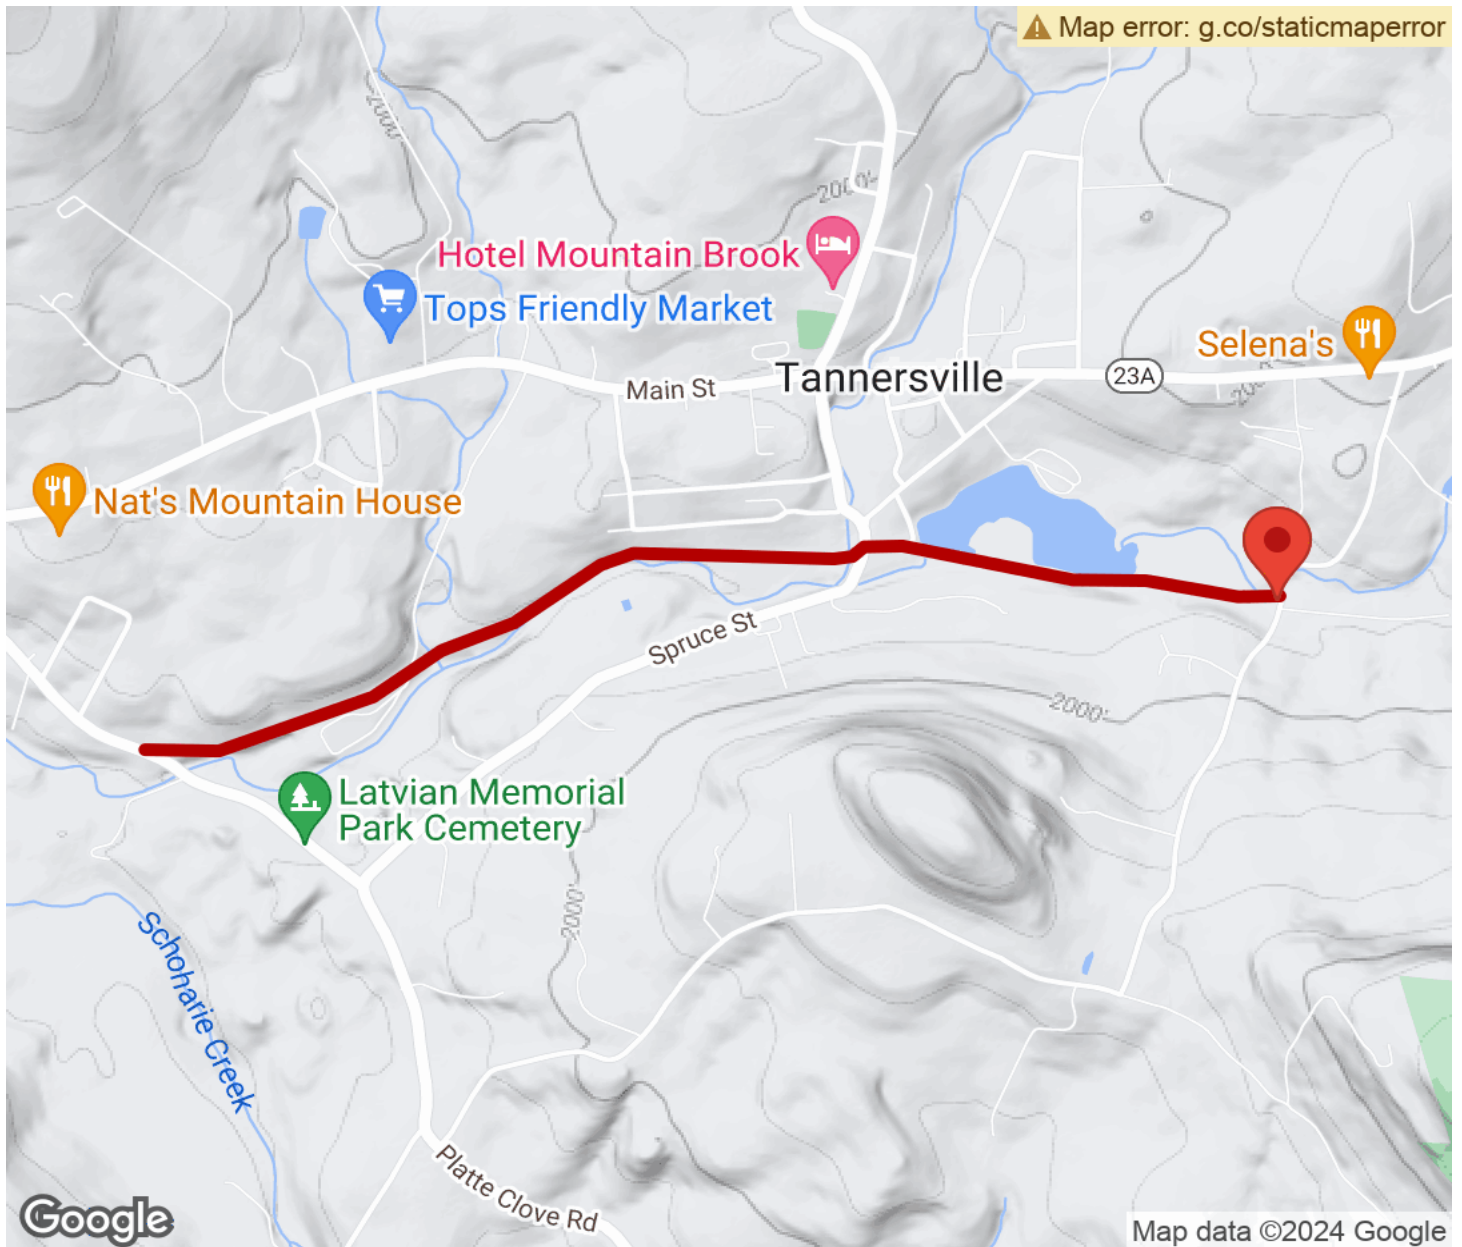 Map error: g.co/staticmaperror
2000'
2000'
Hotel Mountain Brook
Tops Friendly Market
Selena's
Main St
Tannersville
23A
200
Nat's Mountain House
Spruce St
2000'
Latvian Memorial
Park Cemetery
2000'
Schoharie Creek
Platte Clove Rd
Google
Map data ©2024 Google